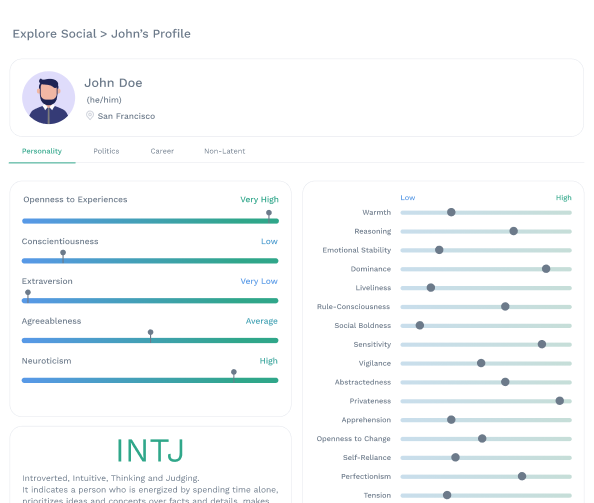 Explore Social > John's Profile
John Doe
(he/him)
San Francisco
Personality
Politics
Career
Non-Latent
Openness to Experiences
Very High
Conscientiousness
Low
Extraversion
Very Low
Agreeableness
Average
Neuroticism
High
INTJ
Introverted, Intuitive, Thinking and Judging.
It indicates a person who is energized by spending time alone,
prioritizes ideas and concepts over facts and details, makes
Low
High
Warmth
Reasoning
Emotional Stability
Dominance
Liveliness
Rule-Consciousness
Social Boldness
Sensitivity
Vigilance
Abstractedness
Privateness
Apprehension
Openness to Change
Self-Reliance
Perfectionism
Tension